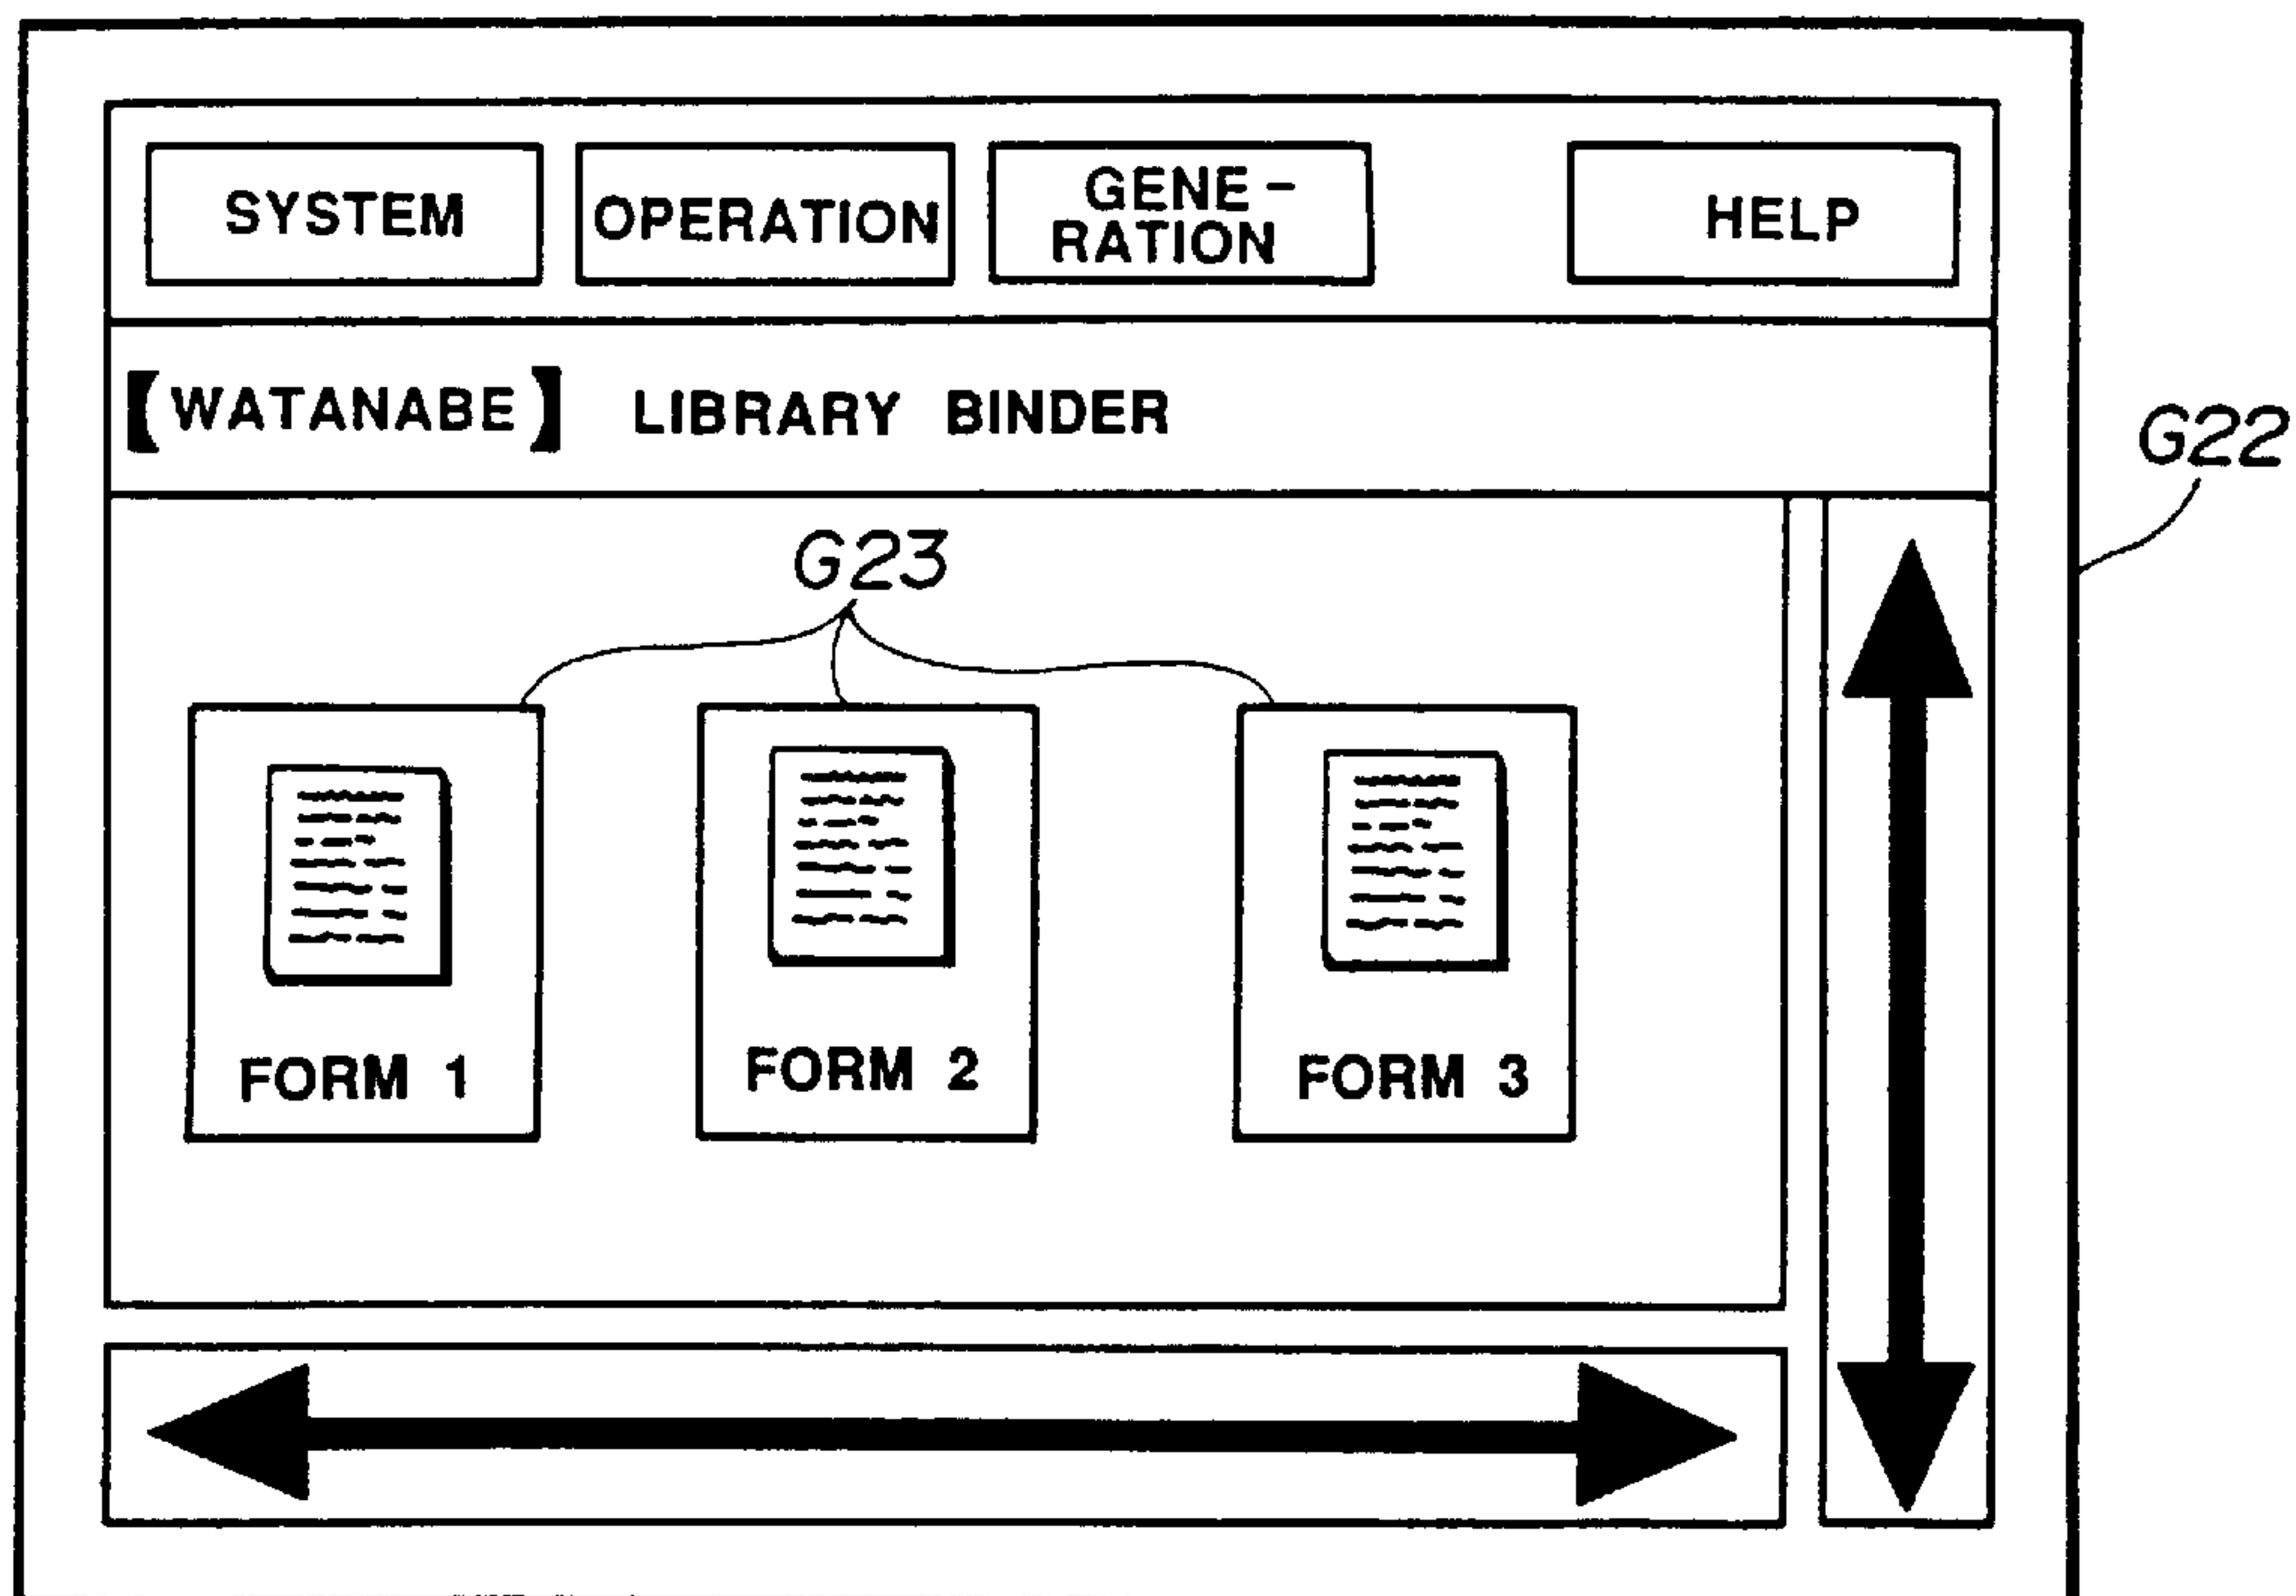 SYSTEM
OPERATION
GENE-
RATION
HELP
【WATANABE】 LIBRARY BINDER
G22
G23
FORM 1
FORM 2
FORM 3